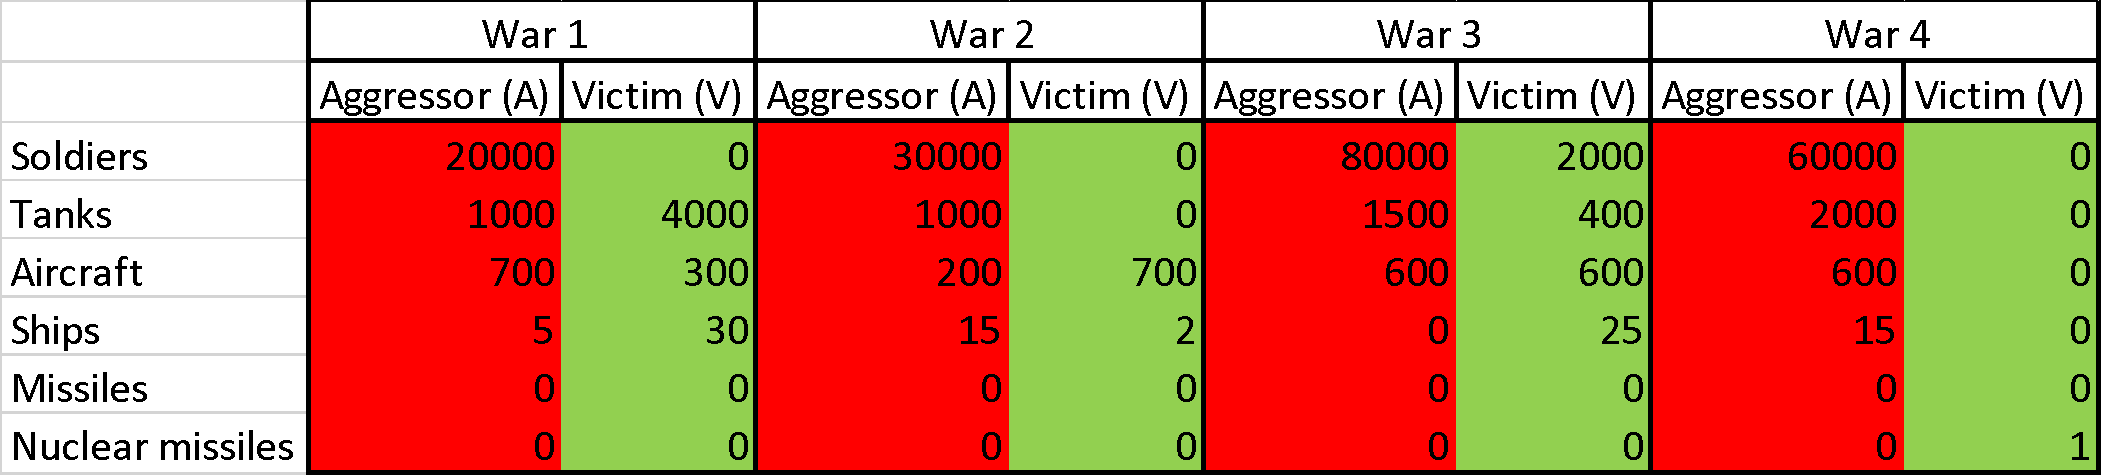 War 1 War 2 War 3 War 4
Aggressor (A) Victim (V) Aggressor (A) Victim (V) Aggressor (A) Victim (V) Aggressor (A) Victim (V)
Soldiers 20000 0 30000 0 80000 2000 60000 0
Tanks 1000 4000 1000 0 1500 400 2000 0
Aircraft 700 300 200 700 600 600 600 0
Ships 5 30 15 2 0 25 15 0
Missiles 0 0 0 0 0 0 0 0
Nuclear missiles 0 0 0 0 0 0 0 1